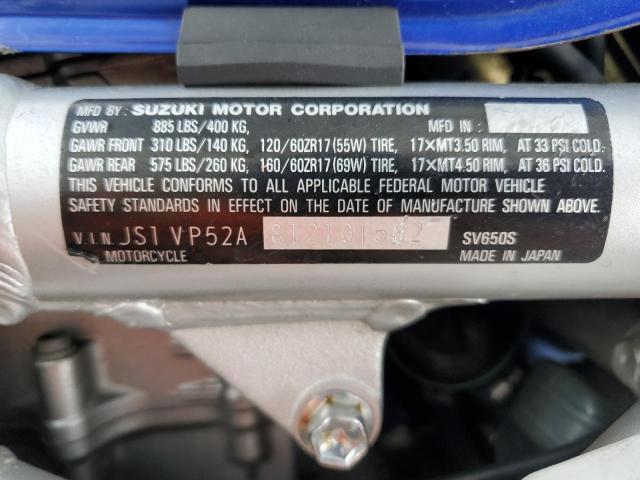 MFD BY: SUZUKI MOTOR CORPORATION
GVWR 885 LBS/400 KG, MFD IN:
GAWR FRONT 310 LBS/140 KG, 120/60ZR17(55W) TIRE, 17×MT3.50 RIM, AT 33 PSI COLD.
GAWR REAR 575 LBS/260 KG, 160/60ZR17(69W) TIRE, 17×MT4.50 RIM, AT 36 PSI COLD.
THIS VEHICLE CONFORMS TO ALL APPLICABLE FEDERAL MOTOR VEHICLE
SAFETY STANDARDS IN EFFECT ON THE DATE OF MANUFACTURE SHOWN ABOVE.
V.I.N. JS1VP52A SV650S
MOTORCYCLE MADE IN JAPAN